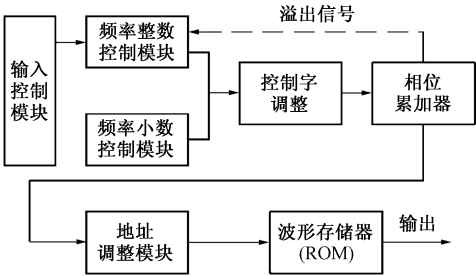 溢出信号
输入
控制
模块
频率整数
控制模块
频率小数
控制模块
控制字
调整
相位
累加器
地址
调整模块
波形存储器
(ROM)
输出